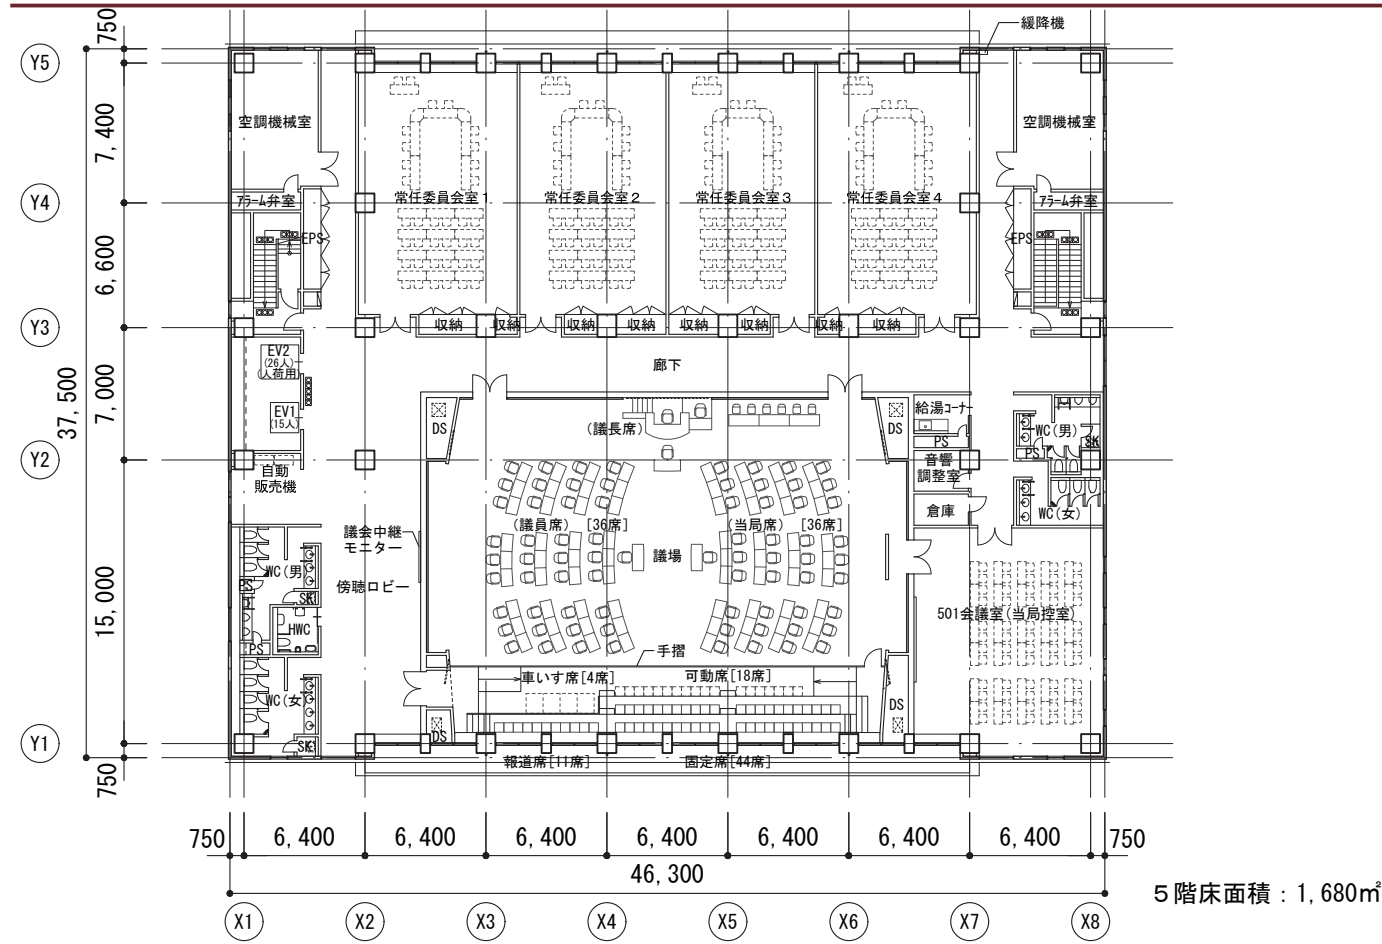 750
緩降機
Y5
空調機械室
空調機械室
7,400
Y4
アラーム弁室
常任委員会室1
常任委員会室2
常任委員会室3
常任委員会室4
アラーム弁室
EPS
EPS
6,600
Y3
収納
収納
収納
収納
収納
収納
収納
収納
EV2
(26人)
(人荷用)
廊下
37,500
7,000
EV1
(15人)
DS
(議長席)
DS
給湯コーナー
PS
WC(男)
SK
PS
Y2
自動
販売機
音響
調整室
倉庫
WC(女)
議会中継
モニター
(議員席)
[36席]
(当局席)
[36席]
議場
傍聴ロビー
WC(男)
PS
SK
HWC
PS
15,000
501会議室(当局控室)
手摺
車いす席[4席]
可動席[18席]
WC(女)
DS
DS
SK
Y1
報道席[11席]
固定席[44席]
750
750
6,400
6,400
6,400
6,400
6,400
6,400
6,400
750
46,300
5階床面積：1,680㎡
X1
X2
X3
X4
X5
X6
X7
X8